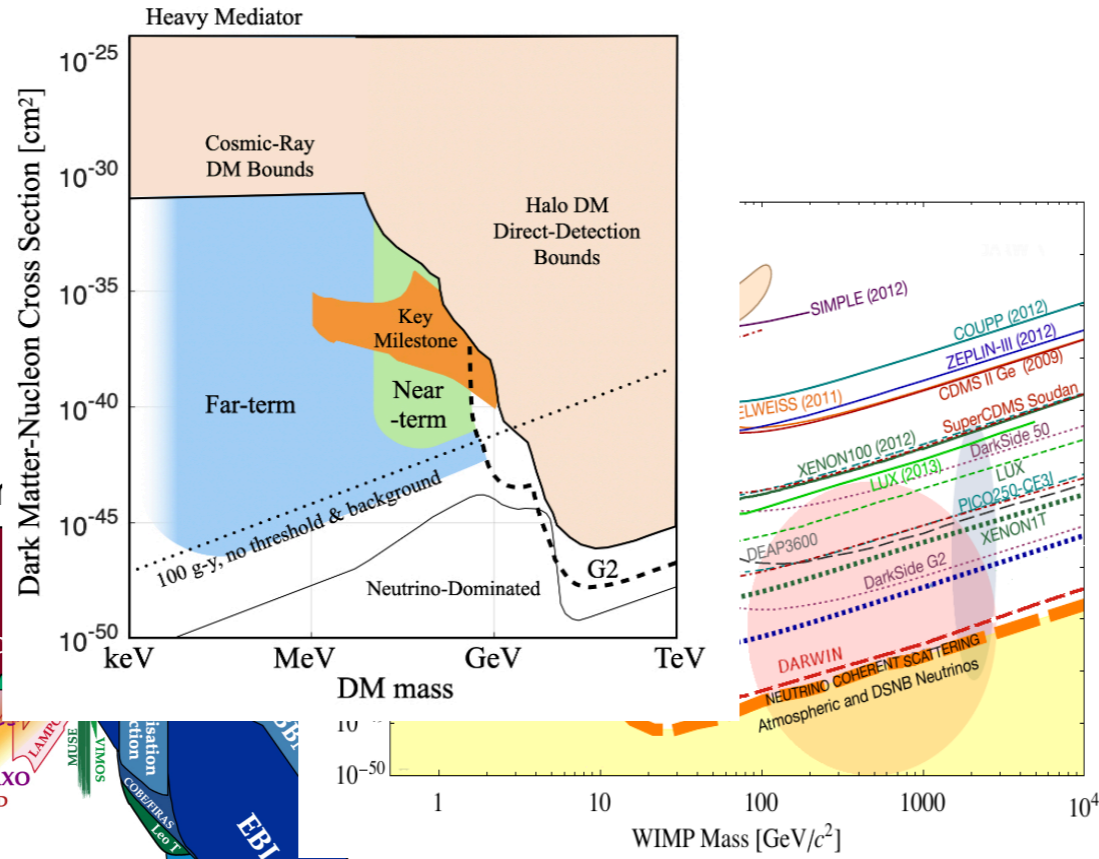 Heavy Mediator
10-25
10-30
10-35
10-40
10-45
10-50
Dark Matter-Nucleon Cross Section [cm2]
Cosmic-Ray
DM Bounds
Halo DM
Direct-Detection
Bounds
Key
Milestone
Near
-term
Far-term
100 g-y, no threshold & background
Neutrino-Dominated
G2
keV
MeV
GeV
TeV
DM mass
SIMPLE (2012)
COUPP (2012)
ZEPLIN-III (2012)
CDMS II Ge (2009)
ELWEISS (2011)
SuperCDMS Soudan
XENON100 (2012)
DarkSide 50
LUX (2013)
LUX
PICO250-CF3I
DEAP3600
XENON1T
DarkSide G2
DARWIN
NEUTRINO COHERENT SCATTERING
Atmospheric and DSNB Neutrinos
10-50
1
10
100
1000
104
WIMP Mass [GeV/c2]
LAMPO
XO
MUSE
VIMOS
isation
ction
COBE/FIRAS
Leo T
EBL